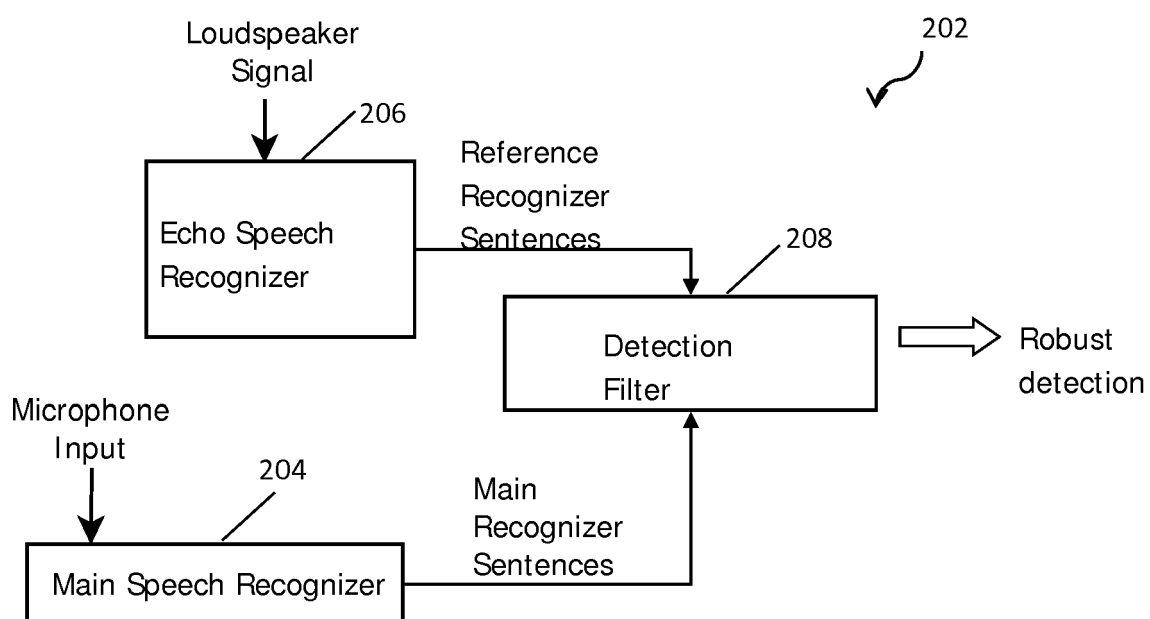 Loudspeaker
Signal
202
206
Reference
Recognizer
Sentences
Echo Speech
Recognizer
208
Detection
Filter
Robust
detection
Microphone
Input
204
Main
Recognizer
Sentences
Main Speech Recognizer